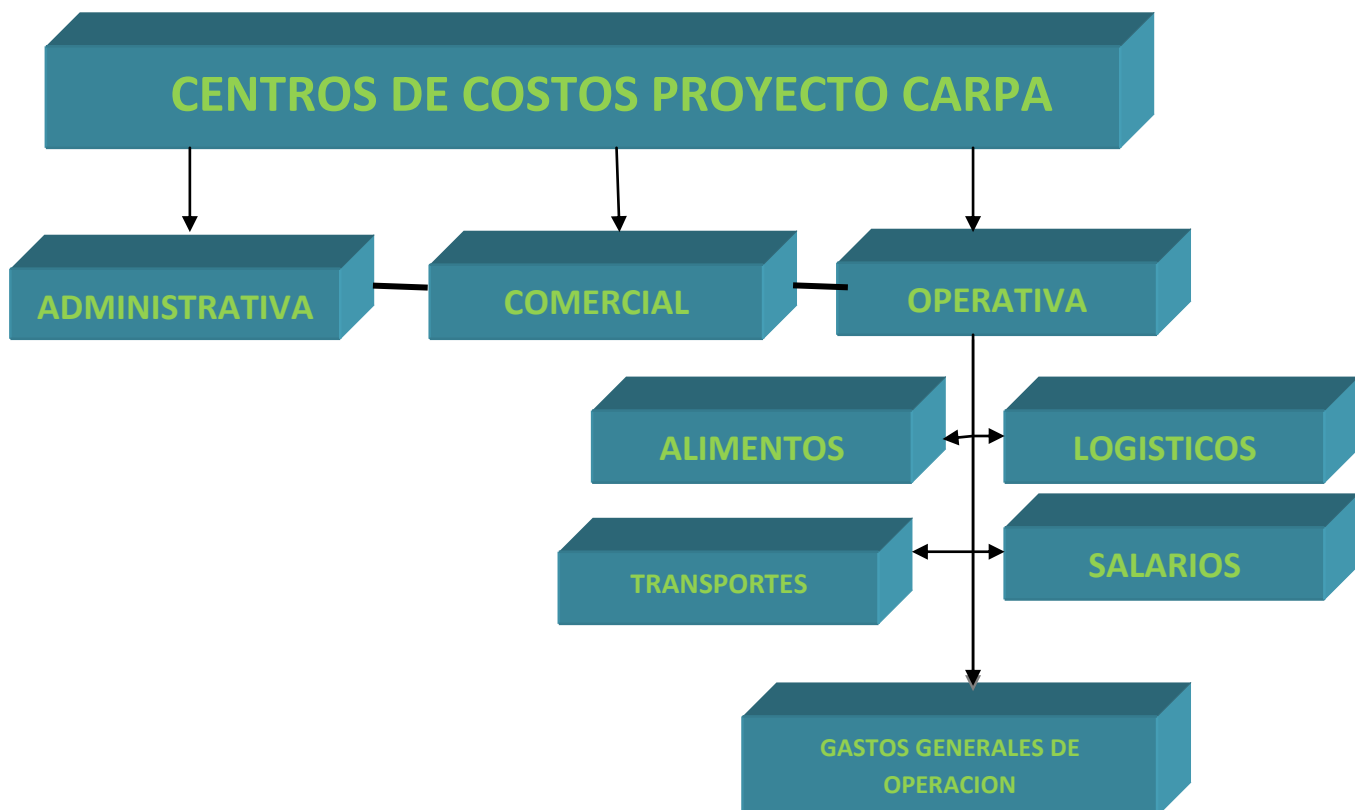 CENTROS DE COSTOS PROYECTO CARPA
ADMINISTRATIVA
COMERCIAL
OPERATIVA
ALIMENTOS
LOGISTICOS
TRANSPORTES
SALARIOS
GASTOS GENERALES DE
OPERACION